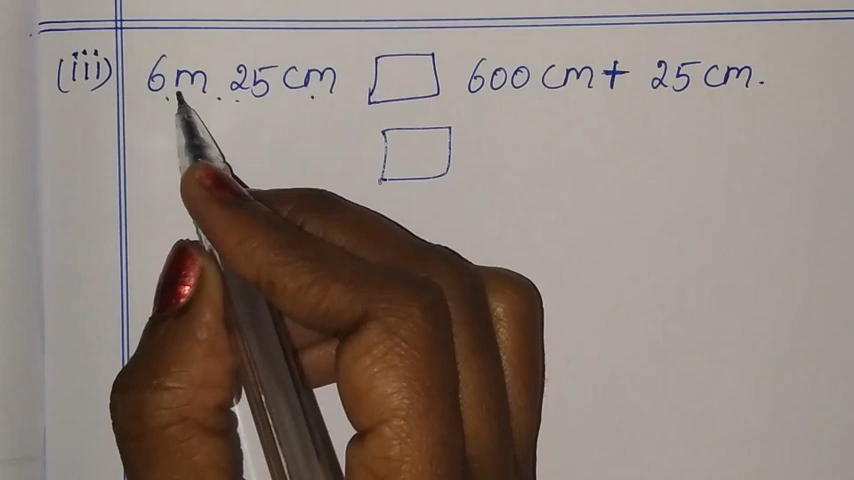 (iii) 6m 25cm □ 600cm + 25cm.
□